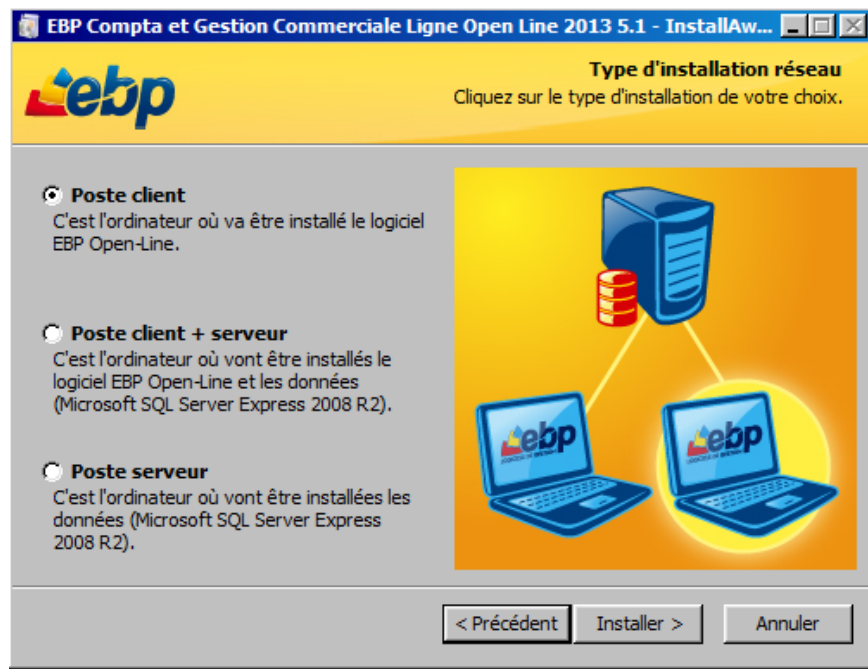 EBP Compta et Gestion Commerciale Ligne Open Line 2013 5.1 - InstallAw...
ebp
Type d'installation réseau
Cliquez sur le type d'installation de votre choix.
Poste client
C'est l'ordinateur où va être installé le logiciel
EBP Open-Line.
Poste client + serveur
C'est l'ordinateur où vont être installés le
logiciel EBP Open-Line et les données
(Microsoft SQL Server Express 2008 R2).
Poste serveur
C'est l'ordinateur où vont être installées les
données (Microsoft SQL Server Express
2008 R2).
ebp
ebp
< Précédent
Installer >
Annuler